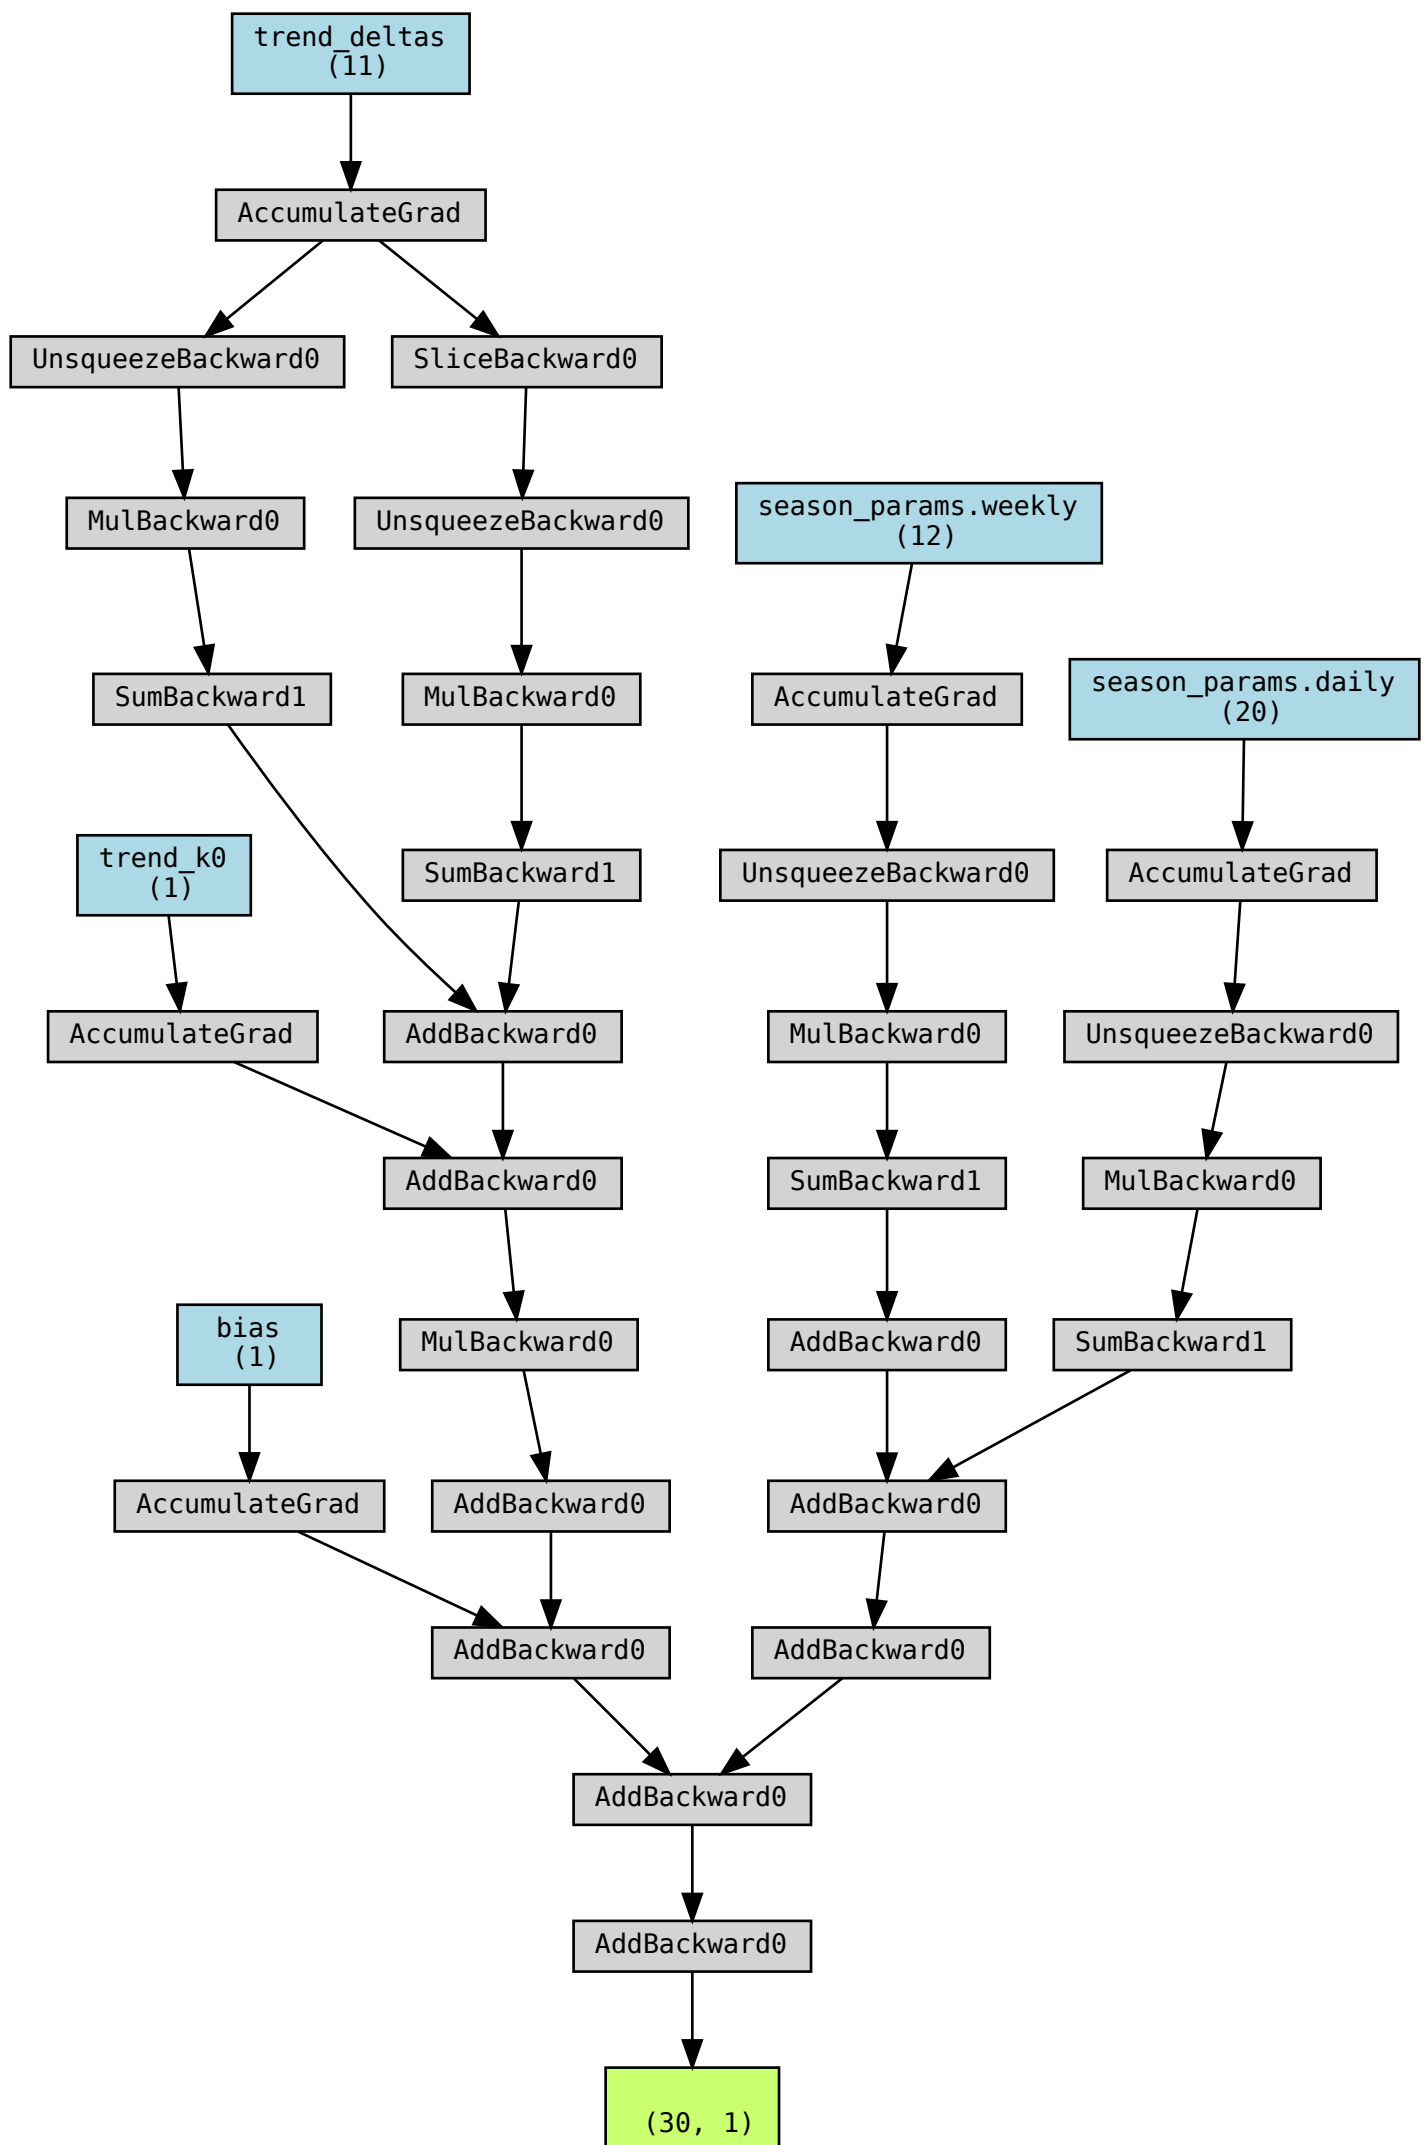 trend_deltas
(11)
AccumulateGrad
UnsqueezeBackward0
SliceBackward0
MulBackward0
UnsqueezeBackward0
season_params.weekly
(12)
SumBackward1
MulBackward0
AccumulateGrad
season_params.daily
(20)
trend_k0
(1)
SumBackward1
UnsqueezeBackward0
AccumulateGrad
AccumulateGrad
AddBackward0
MulBackward0
UnsqueezeBackward0
AddBackward0
SumBackward1
MulBackward0
bias
(1)
MulBackward0
AddBackward0
SumBackward1
AccumulateGrad
AddBackward0
AddBackward0
AddBackward0
AddBackward0
AddBackward0
AddBackward0
(30, 1)